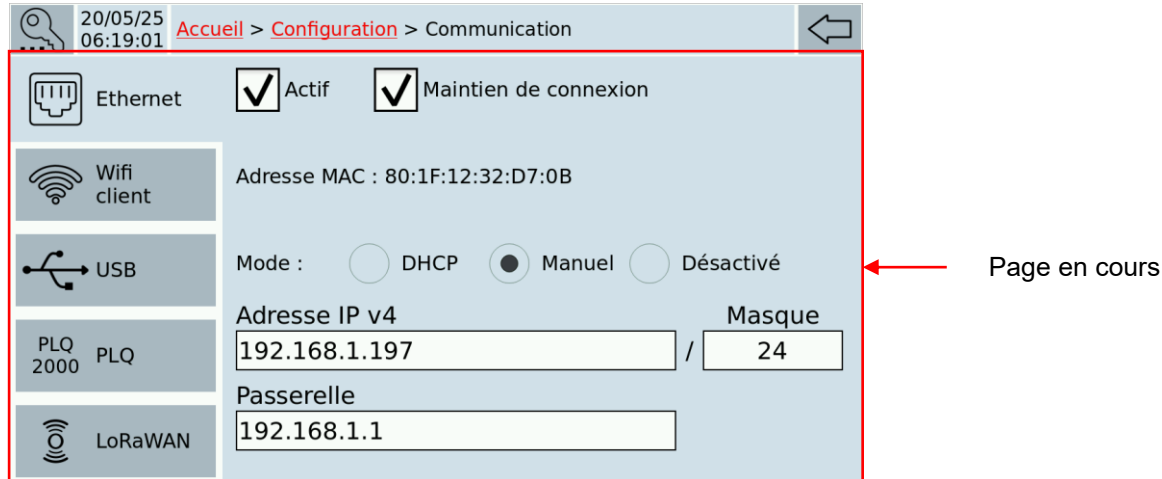 20/05/25
06:19:01
Accueil > Configuration > Communication
Ethernet
Actif
Maintien de connexion
Wifi
client
Adresse MAC : 80:1F:12:32:D7:0B
USB
Mode :
DHCP
Manuel
Désactivé
Page en cours
Adresse IP v4
Masque
192.168.1.197
/
24
PLQ
2000
PLQ
Passerelle
192.168.1.1
LoRaWAN